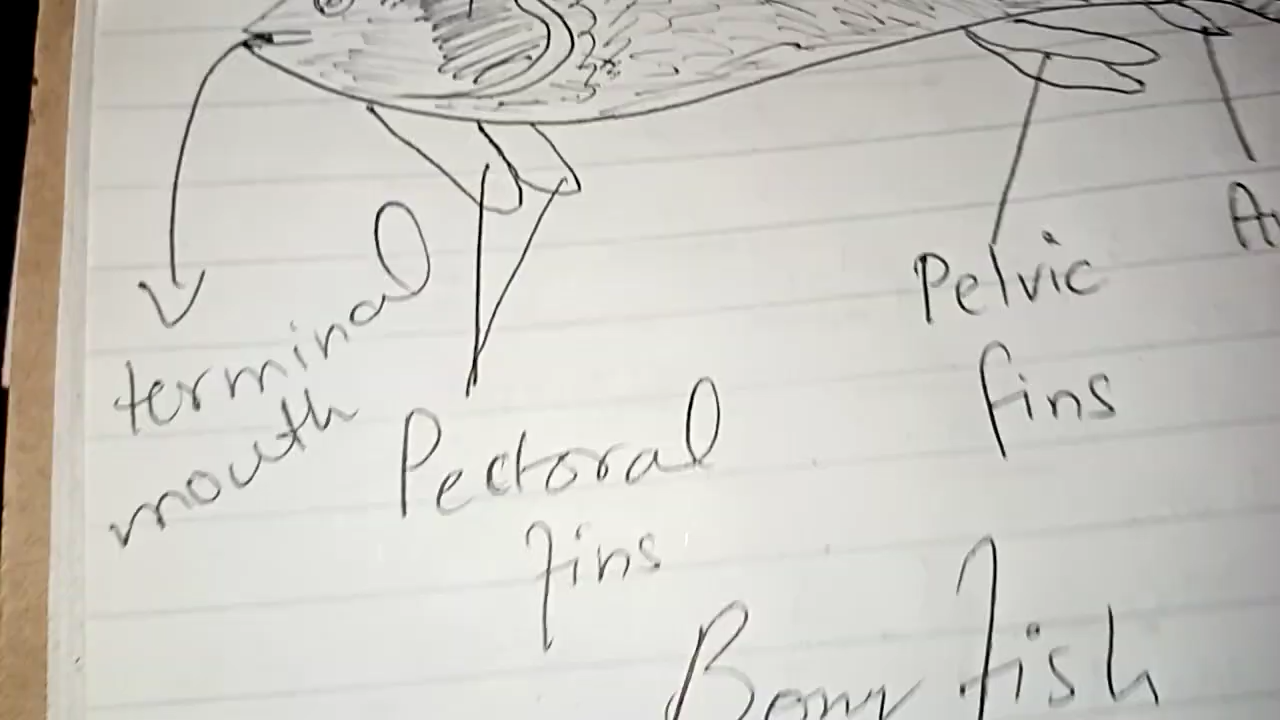 terminal
mouth
Pectoral
fins
Pelvic
fins
Bony fish